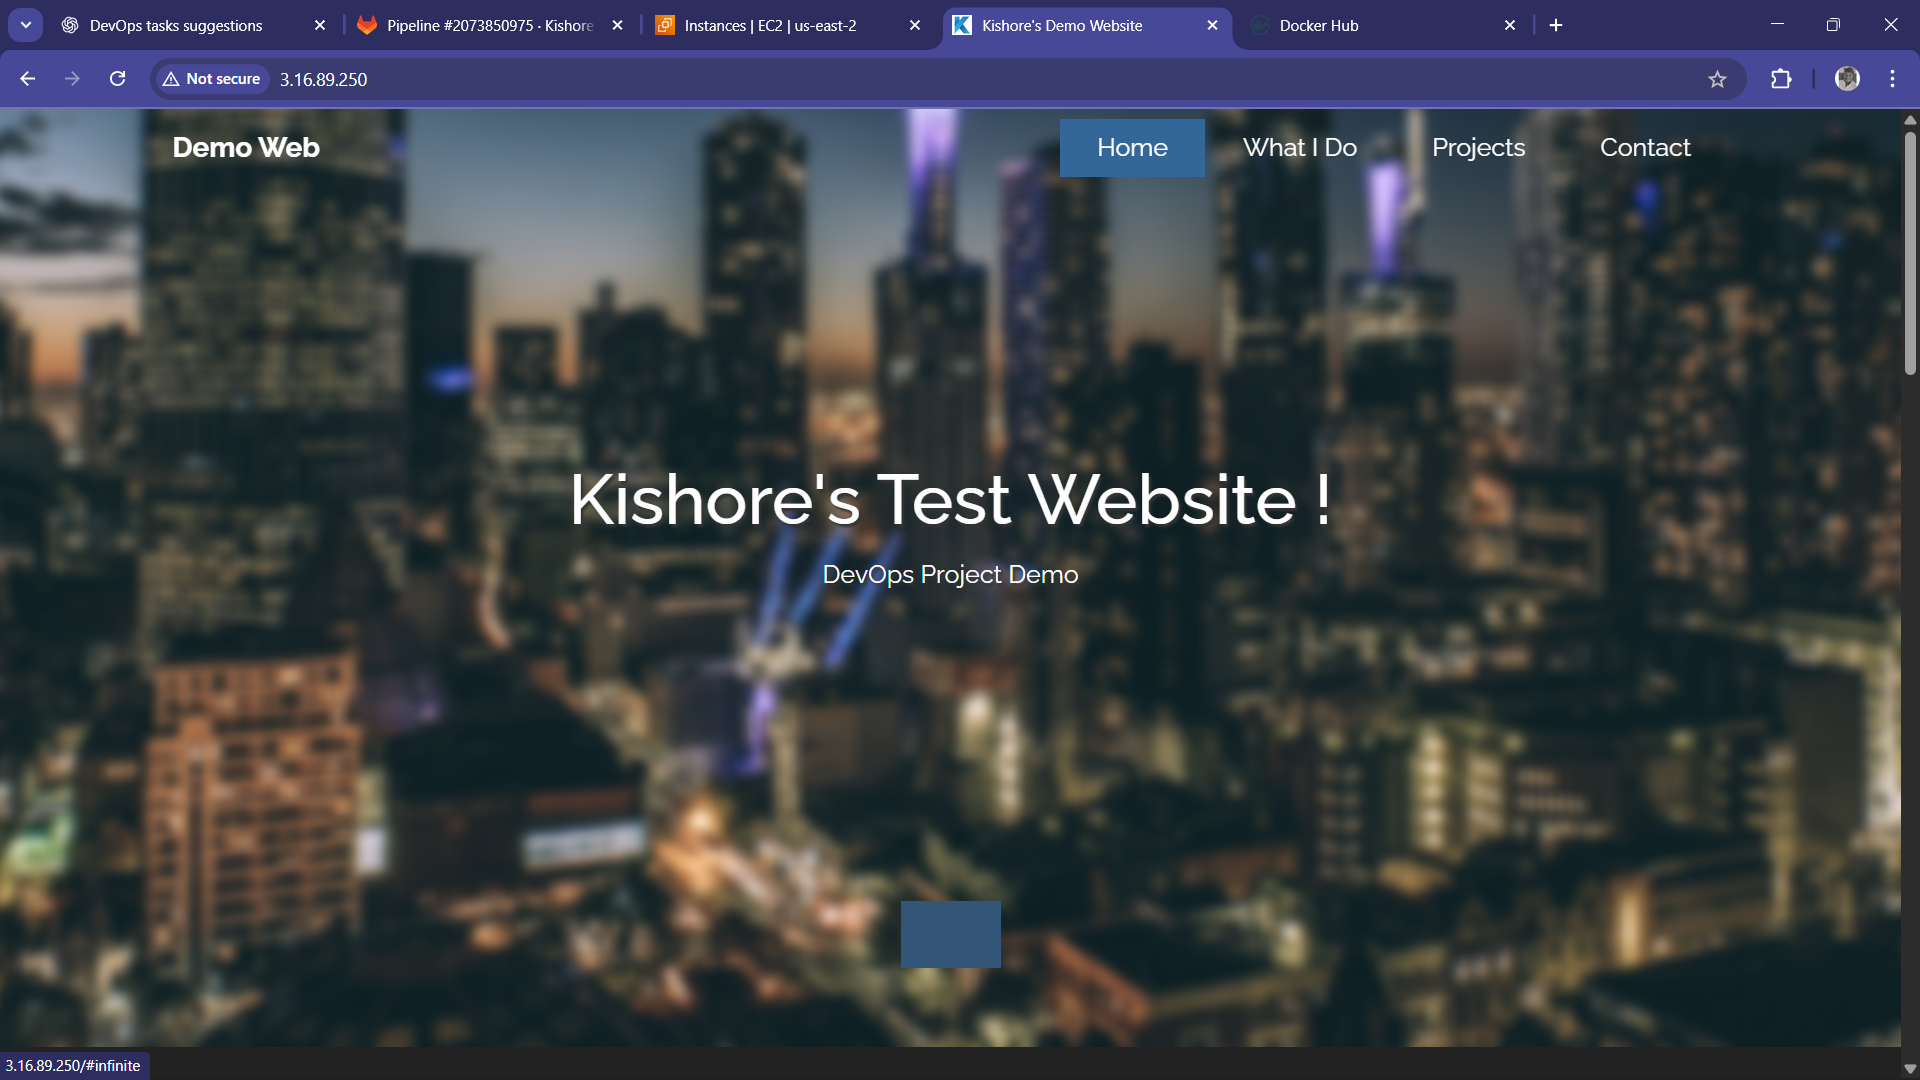 DevOps tasks suggestions
Pipeline #2073850975 · Kishore
Instances | EC2 | us-east-2
Kishore's Demo Website
Docker Hub
Not secure
3.16.89.250
Demo Web
Home
What I Do
Projects
Contact
Kishore's Test Website !
DevOps Project Demo
3.16.89.250/#infinite